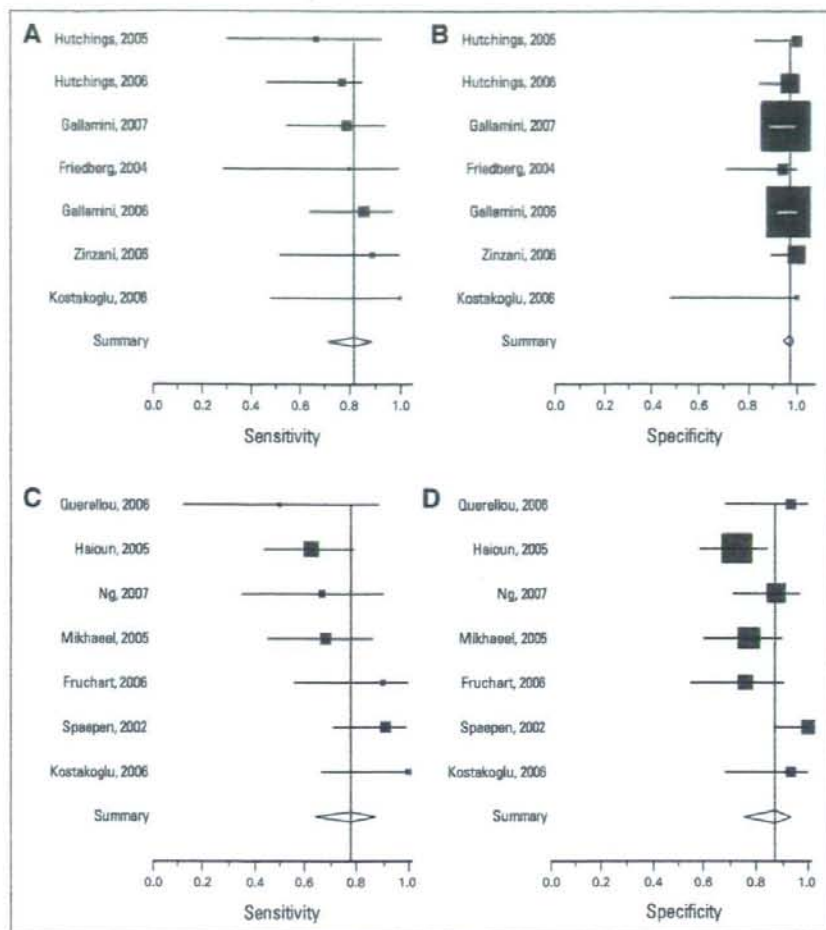 A
Hutchings, 2005
Hutchings, 2006
Gallamini, 2007
Friedberg, 2004
Gallamini, 2006
Zinzani, 2006
Kostakoglu, 2006
Summary
0.0 0.2 0.4 0.6 0.8 1.0
Sensitivity
B
Hutchings, 2005
Hutchings, 2006
Gallamini, 2007
Friedberg, 2004
Gallamini, 2006
Zinzani, 2006
Kostakoglu, 2006
Summary
0.0 0.2 0.4 0.6 0.8 1.0
Specificity
C
Querellou, 2006
Haioun, 2005
Ng, 2007
Mikhaeel, 2005
Fruchart, 2006
Spaepen, 2002
Kostakoglu, 2006
Summary
0.0 0.2 0.4 0.6 0.8 1.0
Sensitivity
D
Querellou, 2006
Haioun, 2005
Ng, 2007
Mikhaeel, 2005
Fruchart, 2006
Spaepen, 2002
Kostakoglu, 2006
Summary
0.0 0.2 0.4 0.6 0.8 1.0
Specificity